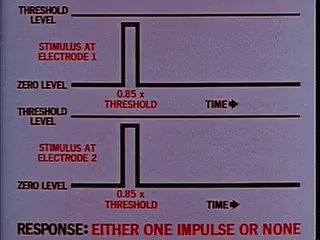 THRESHOLD
LEVEL
STIMULUS AT
ELECTRODE 1
ZERO LEVEL
0.85 x
THRESHOLD
TIME
THRESHOLD
LEVEL
STIMULUS AT
ELECTRODE 2
ZERO LEVEL
0.85 x
THRESHOLD
TIME
RESPONSE: EITHER ONE IMPULSE OR NONE